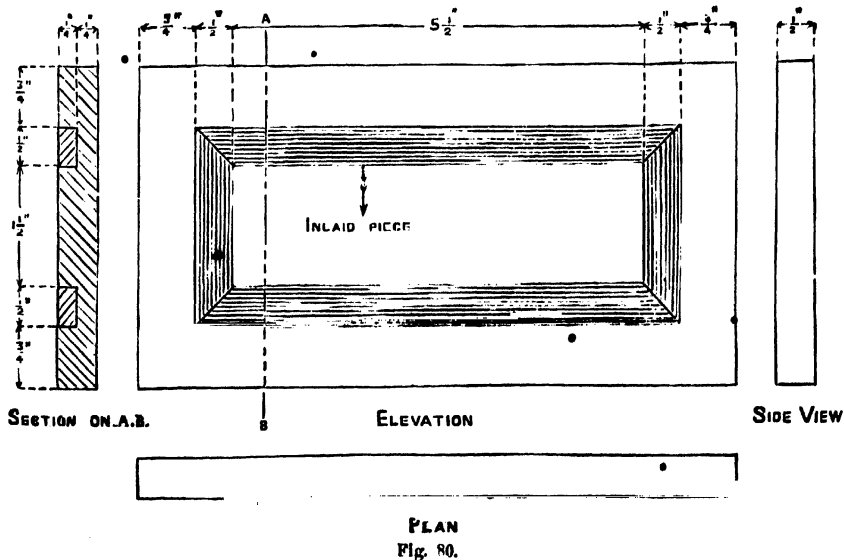 1/4" 1/4" 3/4" 1/2" A 5 1/2" 1/2" 3/4" 1/2"
3/4"
1/2"
1 1/2"
INLAID PIECE
1/2"
3/4"
SECTION ON A.B. B ELEVATION SIDE VIEW
PLAN
Fig. 80.